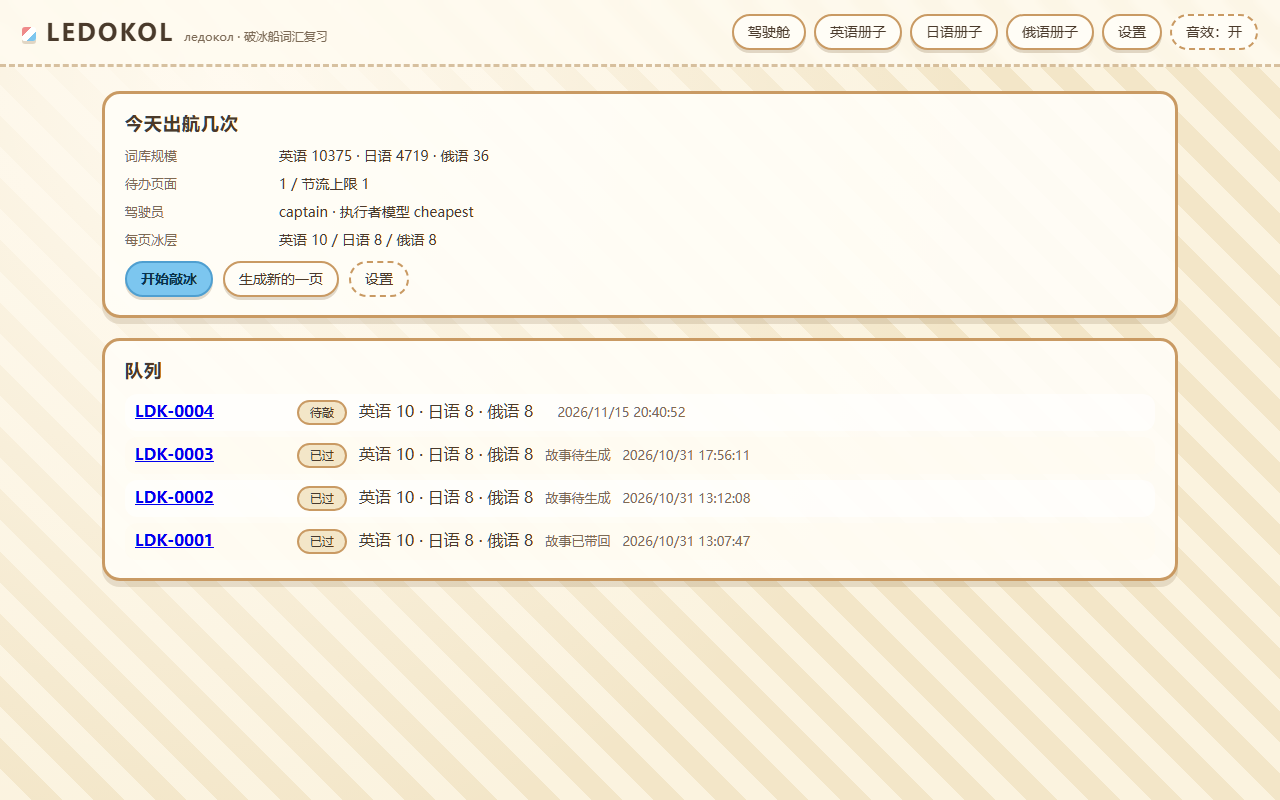 LEDOKOL ледокол · 破冰船词汇复习 驾驶舱 英语册子 日语册子 俄语册子 设置 音效：开
今天出航几次
词库规模 英语 10375 · 日语 4719 · 俄语 36
待办页面 1 / 节流上限 1
驾驶员 captain · 执行者模型 cheapest
每页冰层 英语 10 / 日语 8 / 俄语 8
开始敲冰 生成新的一页 设置
队列
LDK-0004 待敲 英语 10 · 日语 8 · 俄语 8 2026/11/15 20:40:52
LDK-0003 已过 英语 10 · 日语 8 · 俄语 8 故事待生成 2026/10/31 17:56:11
LDK-0002 已过 英语 10 · 日语 8 · 俄语 8 故事待生成 2026/10/31 13:12:08
LDK-0001 已过 英语 10 · 日语 8 · 俄语 8 故事已带回 2026/10/31 13:07:47